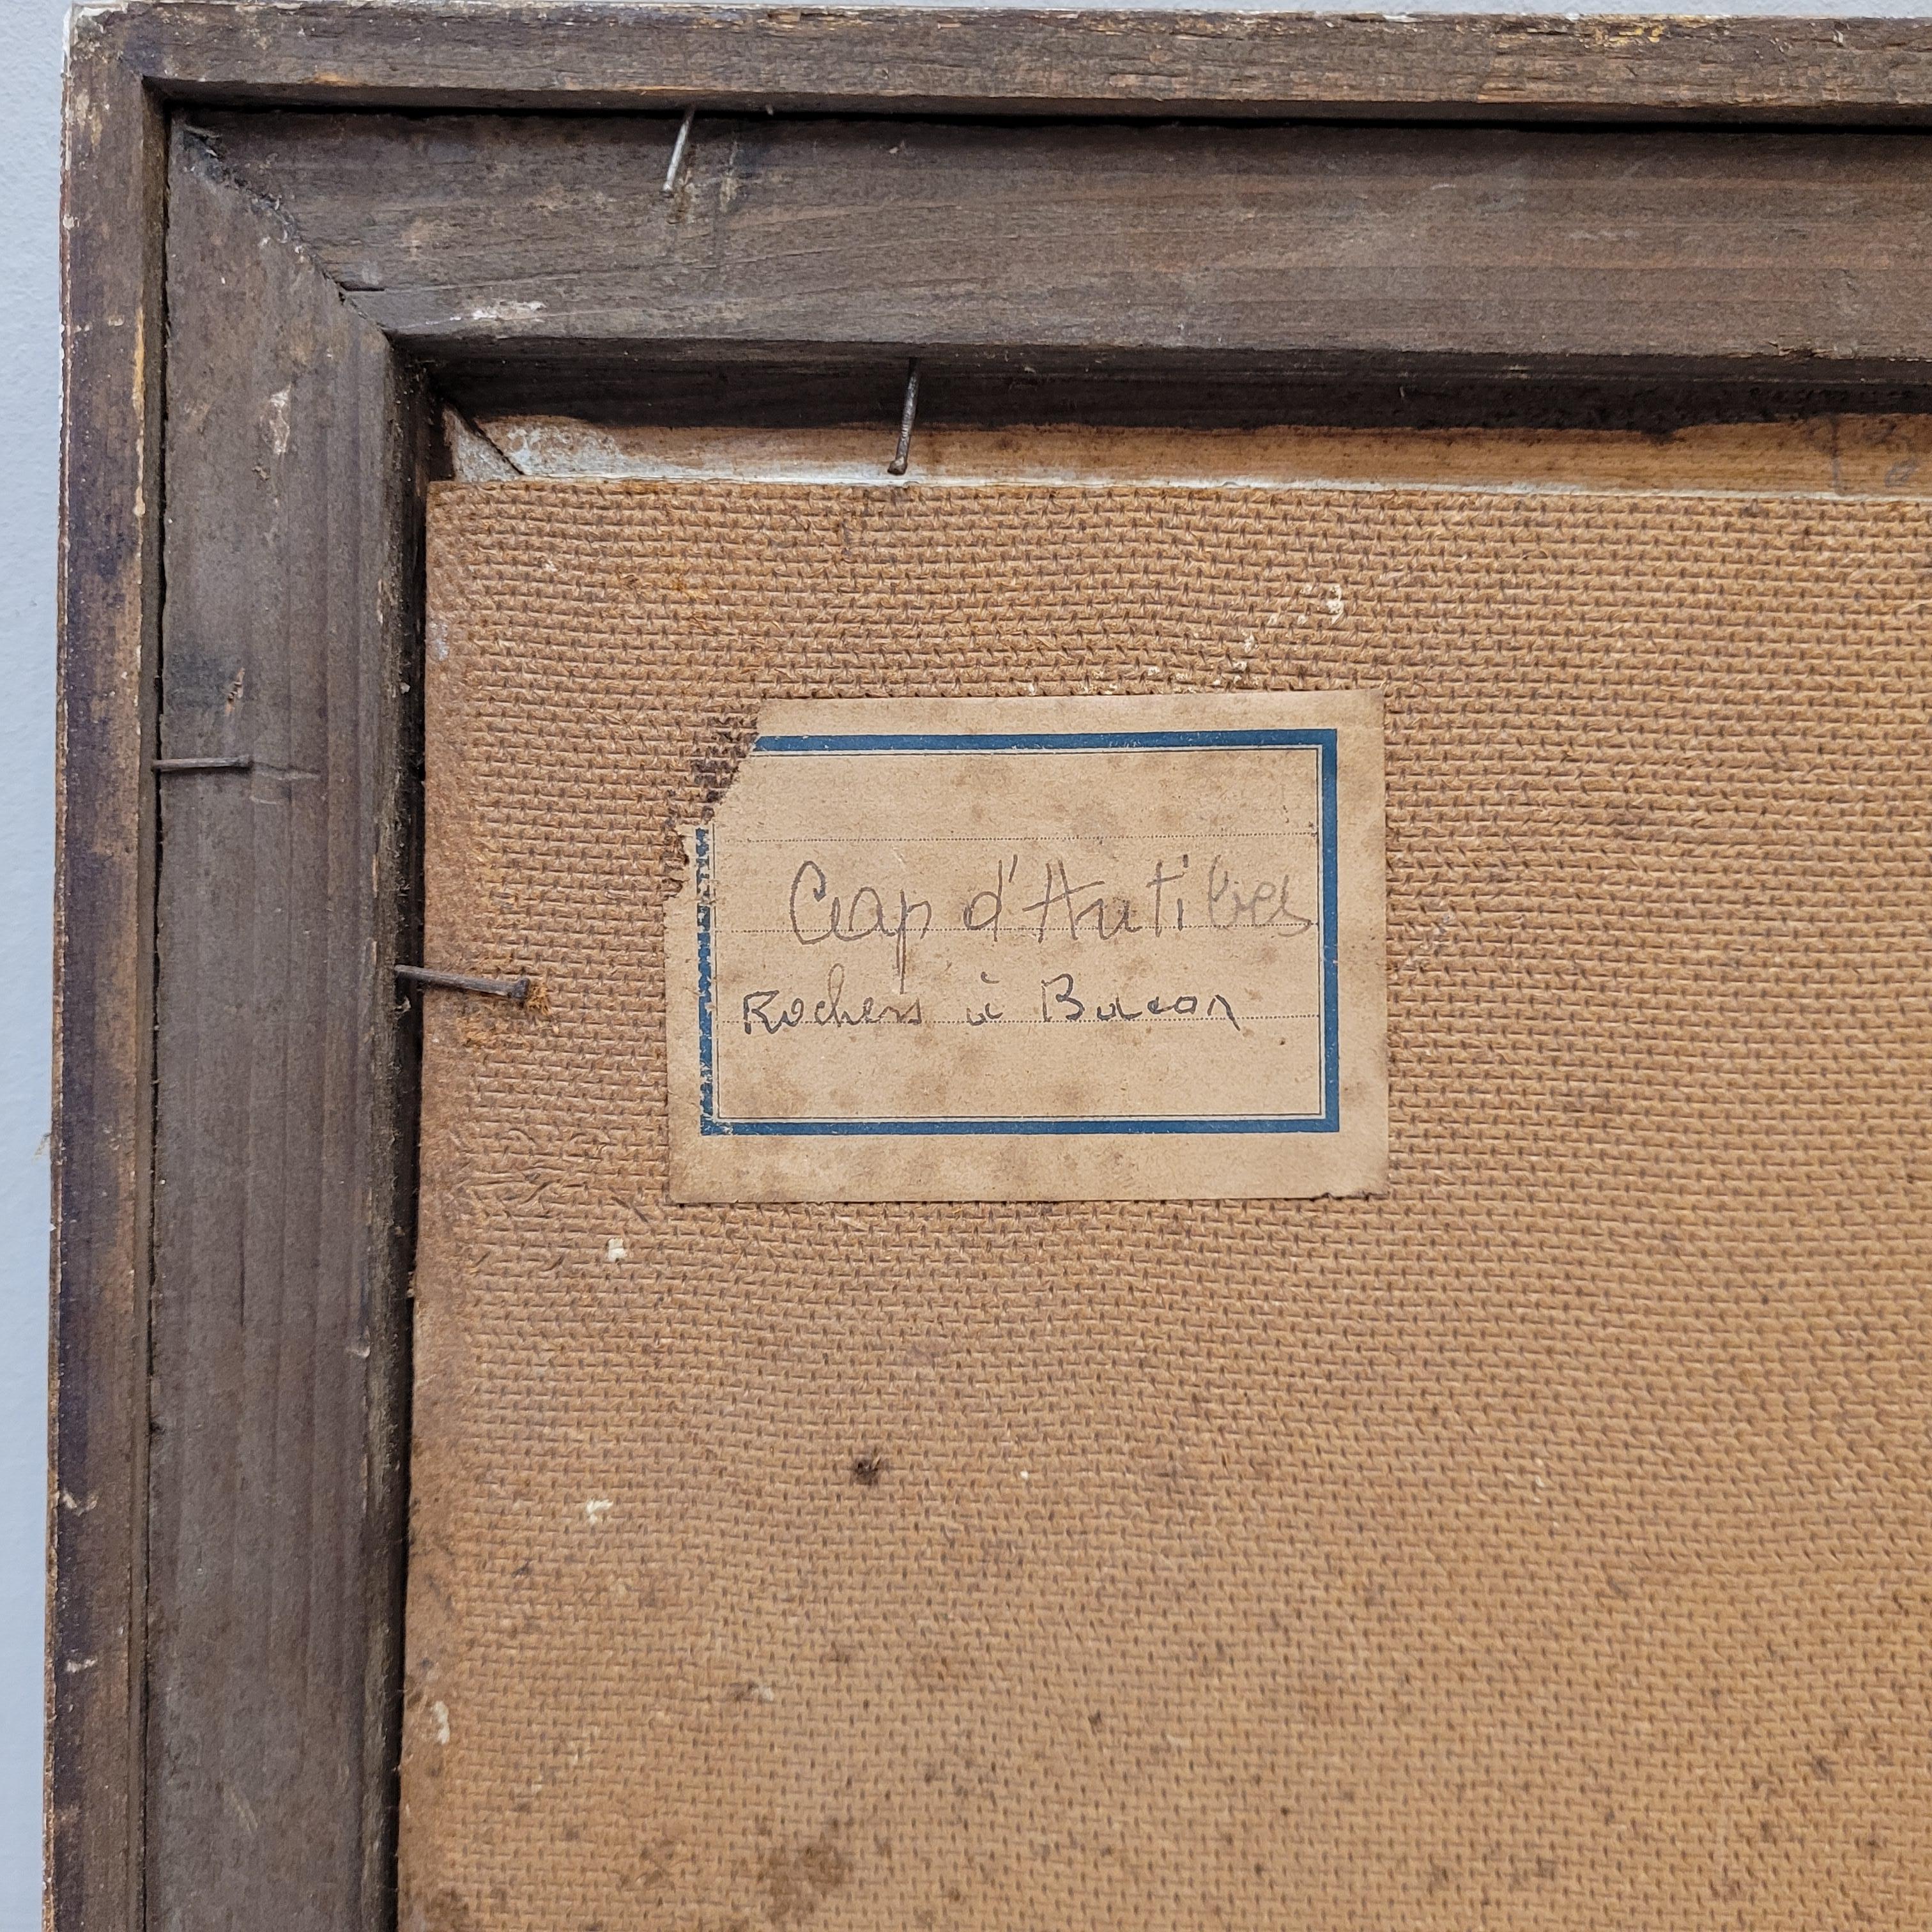 Cap d'Antibes
Rochers à Bacon